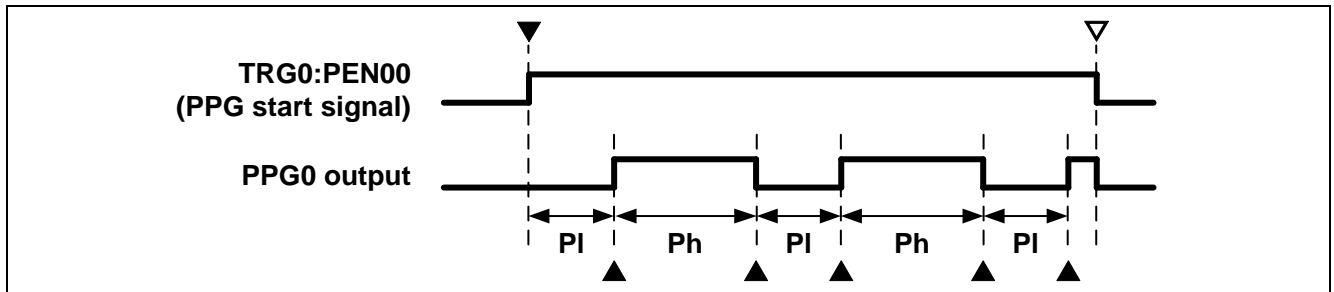 TRG0:PEN00
(PPG start signal)
PPG0 output
Pl Ph Pl Ph Pl